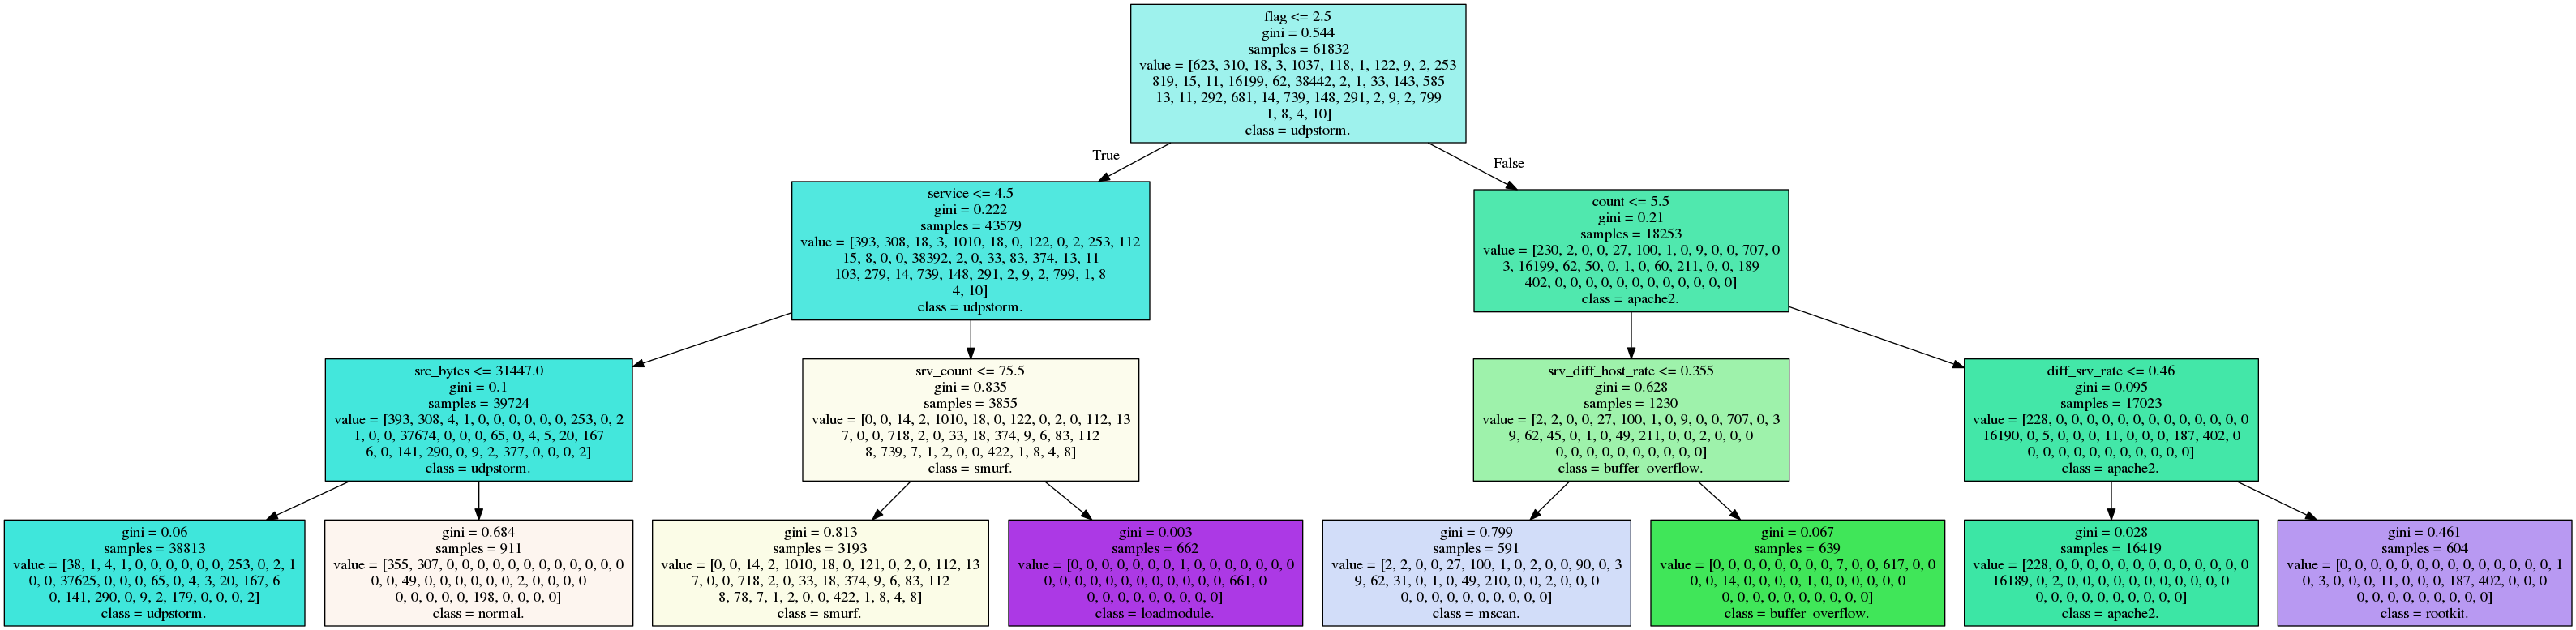 flag <= 2.5
gini = 0.544
samples = 61832
value = [623, 310, 18, 3, 1037, 118, 1, 122, 9, 2, 253
819, 15, 11, 16199, 62, 38442, 2, 1, 33, 143, 585
13, 11, 292, 681, 14, 739, 148, 291, 2, 9, 2, 799
1, 8, 4, 10]
class = udpstorm.
True
False
service <= 4.5
gini = 0.222
samples = 43579
value = [393, 308, 18, 3, 1010, 18, 0, 122, 0, 2, 253, 112
15, 8, 0, 0, 38392, 2, 0, 33, 83, 374, 13, 11
103, 279, 14, 739, 148, 291, 2, 9, 2, 799, 1, 8
4, 10]
class = udpstorm.
count <= 5.5
gini = 0.21
samples = 18253
value = [230, 2, 0, 0, 27, 100, 1, 0, 9, 0, 0, 707, 0
3, 16199, 62, 50, 0, 1, 0, 60, 211, 0, 0, 189
402, 0, 0, 0, 0, 0, 0, 0, 0, 0, 0, 0, 0]
class = apache2.
src_bytes <= 31447.0
gini = 0.1
samples = 39724
value = [393, 308, 4, 1, 0, 0, 0, 0, 0, 0, 253, 0, 2
1, 0, 0, 37674, 0, 0, 0, 65, 0, 4, 5, 20, 167
6, 0, 141, 290, 0, 9, 2, 377, 0, 0, 0, 2]
class = udpstorm.
srv_count <= 75.5
gini = 0.835
samples = 3855
value = [0, 0, 14, 2, 1010, 18, 0, 122, 0, 2, 0, 112, 13
7, 0, 0, 718, 2, 0, 33, 18, 374, 9, 6, 83, 112
8, 739, 7, 1, 2, 0, 0, 422, 1, 8, 4, 8]
class = smurf.
srv_diff_host_rate <= 0.355
gini = 0.628
samples = 1230
value = [2, 2, 0, 0, 27, 100, 1, 0, 9, 0, 0, 707, 0, 3
9, 62, 45, 0, 1, 0, 49, 211, 0, 0, 2, 0, 0, 0
0, 0, 0, 0, 0, 0, 0, 0, 0, 0]
class = buffer_overflow.
diff_srv_rate <= 0.46
gini = 0.095
samples = 17023
value = [228, 0, 0, 0, 0, 0, 0, 0, 0, 0, 0, 0, 0, 0
16190, 0, 5, 0, 0, 0, 11, 0, 0, 0, 187, 402, 0
0, 0, 0, 0, 0, 0, 0, 0, 0, 0, 0]
class = apache2.
gini = 0.06
samples = 38813
value = [38, 1, 4, 1, 0, 0, 0, 0, 0, 0, 253, 0, 2, 1
0, 0, 37625, 0, 0, 0, 65, 0, 4, 3, 20, 167, 6
0, 141, 290, 0, 9, 2, 179, 0, 0, 0, 2]
class = udpstorm.
gini = 0.684
samples = 911
value = [355, 307, 0, 0, 0, 0, 0, 0, 0, 0, 0, 0, 0, 0
0, 0, 49, 0, 0, 0, 0, 0, 0, 2, 0, 0, 0, 0
0, 0, 0, 0, 0, 198, 0, 0, 0, 0]
class = normal.
gini = 0.813
samples = 3193
value = [0, 0, 14, 2, 1010, 18, 0, 121, 0, 2, 0, 112, 13
7, 0, 0, 718, 2, 0, 33, 18, 374, 9, 6, 83, 112
8, 78, 7, 1, 2, 0, 0, 422, 1, 8, 4, 8]
class = smurf.
gini = 0.003
samples = 662
value = [0, 0, 0, 0, 0, 0, 0, 1, 0, 0, 0, 0, 0, 0, 0
0, 0, 0, 0, 0, 0, 0, 0, 0, 0, 0, 0, 661, 0
0, 0, 0, 0, 0, 0, 0, 0, 0]
class = loadmodule.
gini = 0.799
samples = 591
value = [2, 2, 0, 0, 27, 100, 1, 0, 2, 0, 0, 90, 0, 3
9, 62, 31, 0, 1, 0, 49, 210, 0, 0, 2, 0, 0, 0
0, 0, 0, 0, 0, 0, 0, 0, 0, 0]
class = mscan.
gini = 0.067
samples = 639
value = [0, 0, 0, 0, 0, 0, 0, 0, 7, 0, 0, 617, 0, 0
0, 0, 14, 0, 0, 0, 0, 1, 0, 0, 0, 0, 0, 0
0, 0, 0, 0, 0, 0, 0, 0, 0, 0]
class = buffer_overflow.
gini = 0.028
samples = 16419
value = [228, 0, 0, 0, 0, 0, 0, 0, 0, 0, 0, 0, 0, 0
16189, 0, 2, 0, 0, 0, 0, 0, 0, 0, 0, 0, 0
0, 0, 0, 0, 0, 0, 0, 0, 0, 0, 0]
class = apache2.
gini = 0.461
samples = 604
value = [0, 0, 0, 0, 0, 0, 0, 0, 0, 0, 0, 0, 0, 0, 1
0, 3, 0, 0, 0, 11, 0, 0, 0, 187, 402, 0, 0, 0
0, 0, 0, 0, 0, 0, 0, 0, 0]
class = rootkit.